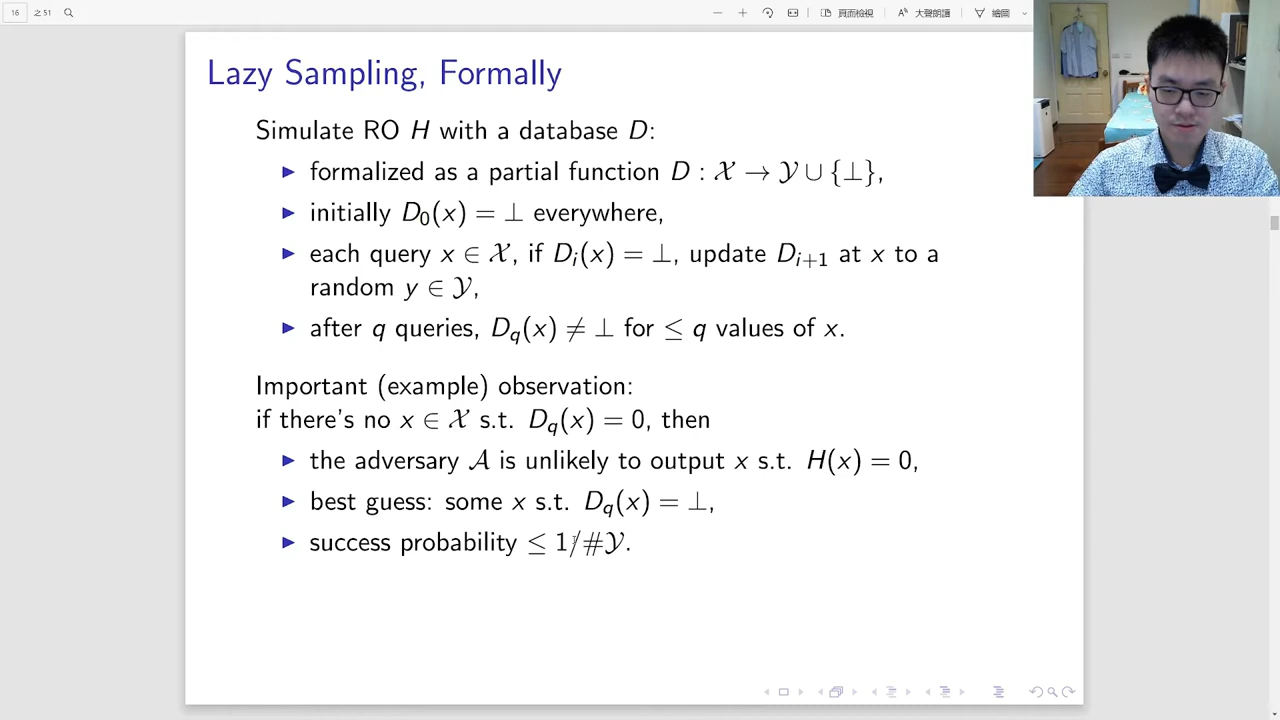 16 之 51 頁面檢視 大聲朗讀 繪圖
Lazy Sampling, Formally
Simulate RO H with a database D:
▶ formalized as a partial function D : 𝒳 → 𝒴 ∪ {⊥},
▶ initially D₀(x) = ⊥ everywhere,
▶ each query x ∈ 𝒳, if Dᵢ(x) = ⊥, update Dᵢ₊₁ at x to a
random y ∈ 𝒴,
▶ after q queries, D_q(x) ≠ ⊥ for ≤ q values of x.
Important (example) observation:
if there's no x ∈ 𝒳 s.t. D_q(x) = 0, then
▶ the adversary 𝒜 is unlikely to output x s.t. H(x) = 0,
▶ best guess: some x s.t. D_q(x) = ⊥,
▶ success probability ≤ 1/#𝒴.